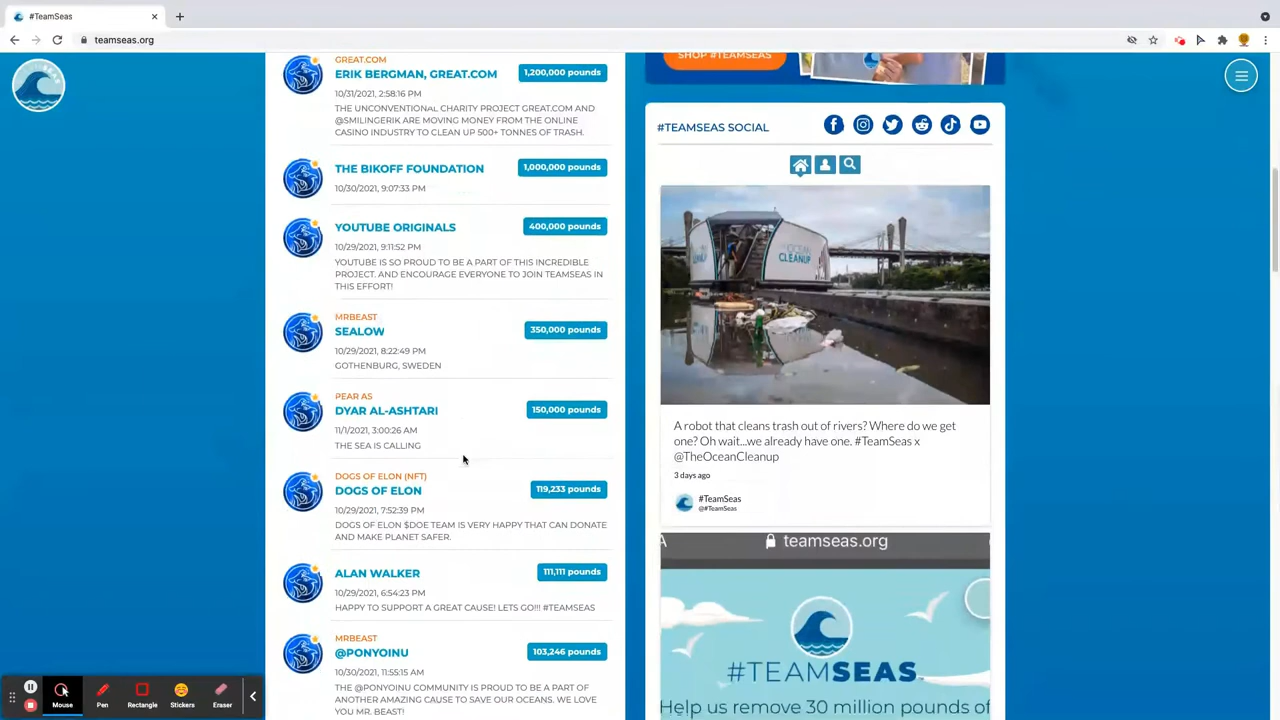 #TeamSeas
teamseas.org
GREAT.COM
ERIK BERGMAN, GREAT.COM
1,200,000 pounds
10/31/2021, 2:58:16 PM
THE UNCONVENTIONAL CHARITY PROJECT GREAT.COM AND
@SMILINGERIK ARE MOVING MONEY FROM THE ONLINE
CASINO INDUSTRY TO CLEAN UP 500+ TONNES OF TRASH.
THE BIKOFF FOUNDATION
1,000,000 pounds
10/30/2021, 9:07:33 PM
YOUTUBE ORIGINALS
400,000 pounds
10/29/2021, 9:11:52 PM
YOUTUBE IS SO PROUD TO BE A PART OF THIS INCREDIBLE
PROJECT. AND ENCOURAGE EVERYONE TO JOIN TEAMSEAS IN
THIS EFFORT!
MRBEAST
SEALOW
350,000 pounds
10/29/2021, 8:22:49 PM
GOTHENBURG, SWEDEN
PEAR AS
DYAR AL-ASHTARI
150,000 pounds
11/1/2021, 3:00:26 AM
THE SEA IS CALLING
DOGS OF ELON (NFT)
DOGS OF ELON
119,233 pounds
10/29/2021, 7:52:39 PM
DOGS OF ELON $DOE TEAM IS VERY HAPPY THAT CAN DONATE
AND MAKE PLANET SAFER.
ALAN WALKER
111,111 pounds
10/29/2021, 6:54:23 PM
HAPPY TO SUPPORT A GREAT CAUSE! LETS GO!!! #TEAMSEAS
MRBEAST
@PONYOINU
103,246 pounds
10/30/2021, 11:55:15 AM
THE @PONYOINU COMMUNITY IS PROUD TO BE A PART OF
ANOTHER AMAZING CAUSE TO SAVE OUR OCEANS. WE LOVE
YOU MR. BEAST!
SHOP #TEAMSEAS
#TEAMSEAS SOCIAL
OCEAN
CLEANUP
A robot that cleans trash out of rivers? Where do we get
one? Oh wait...we already have one. #TeamSeas x
@TheOceanCleanup
3 days ago
#TeamSeas
@#TeamSeas
teamseas.org
#TEAMSEAS
Help us remove 30 million pounds of
Mouse
Pen
Rectangle
Stickers
Eraser